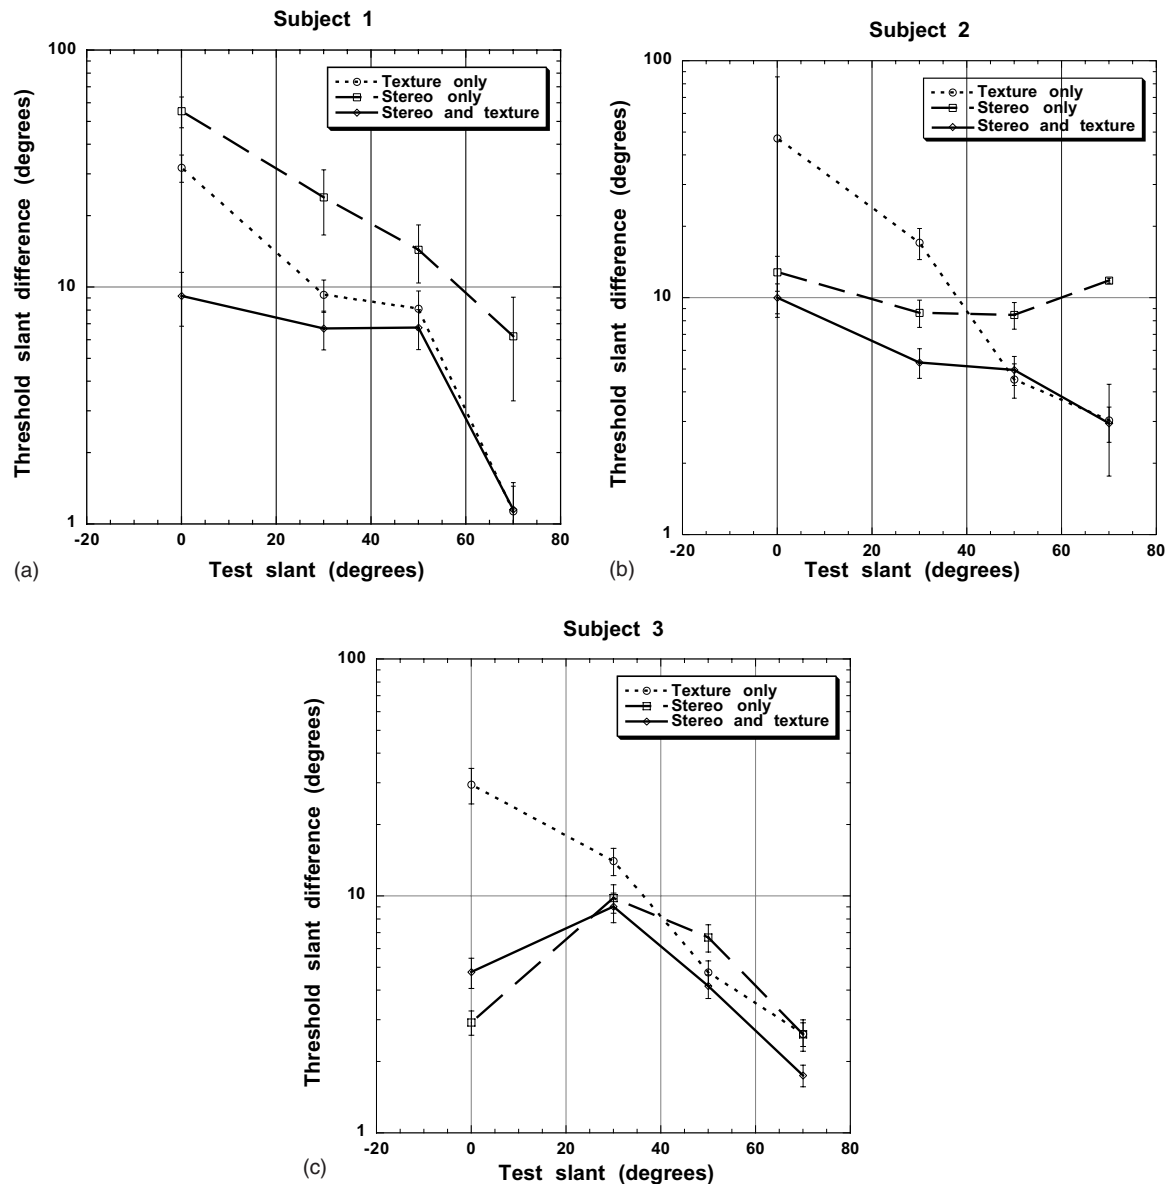 Subject 1
100
10
1
Threshold slant difference (degrees)
Texture only
Stereo only
Stereo and texture
-20 0 20 40 60 80
Test slant (degrees)
(a)
Subject 2
100
10
1
Threshold slant difference (degrees)
Texture only
Stereo only
Stereo and texture
-20 0 20 40 60 80
Test slant (degrees)
(b)
Subject 3
100
10
1
Threshold slant difference (degrees)
Texture only
Stereo only
Stereo and texture
-20 0 20 40 60 80
Test slant (degrees)
(c)